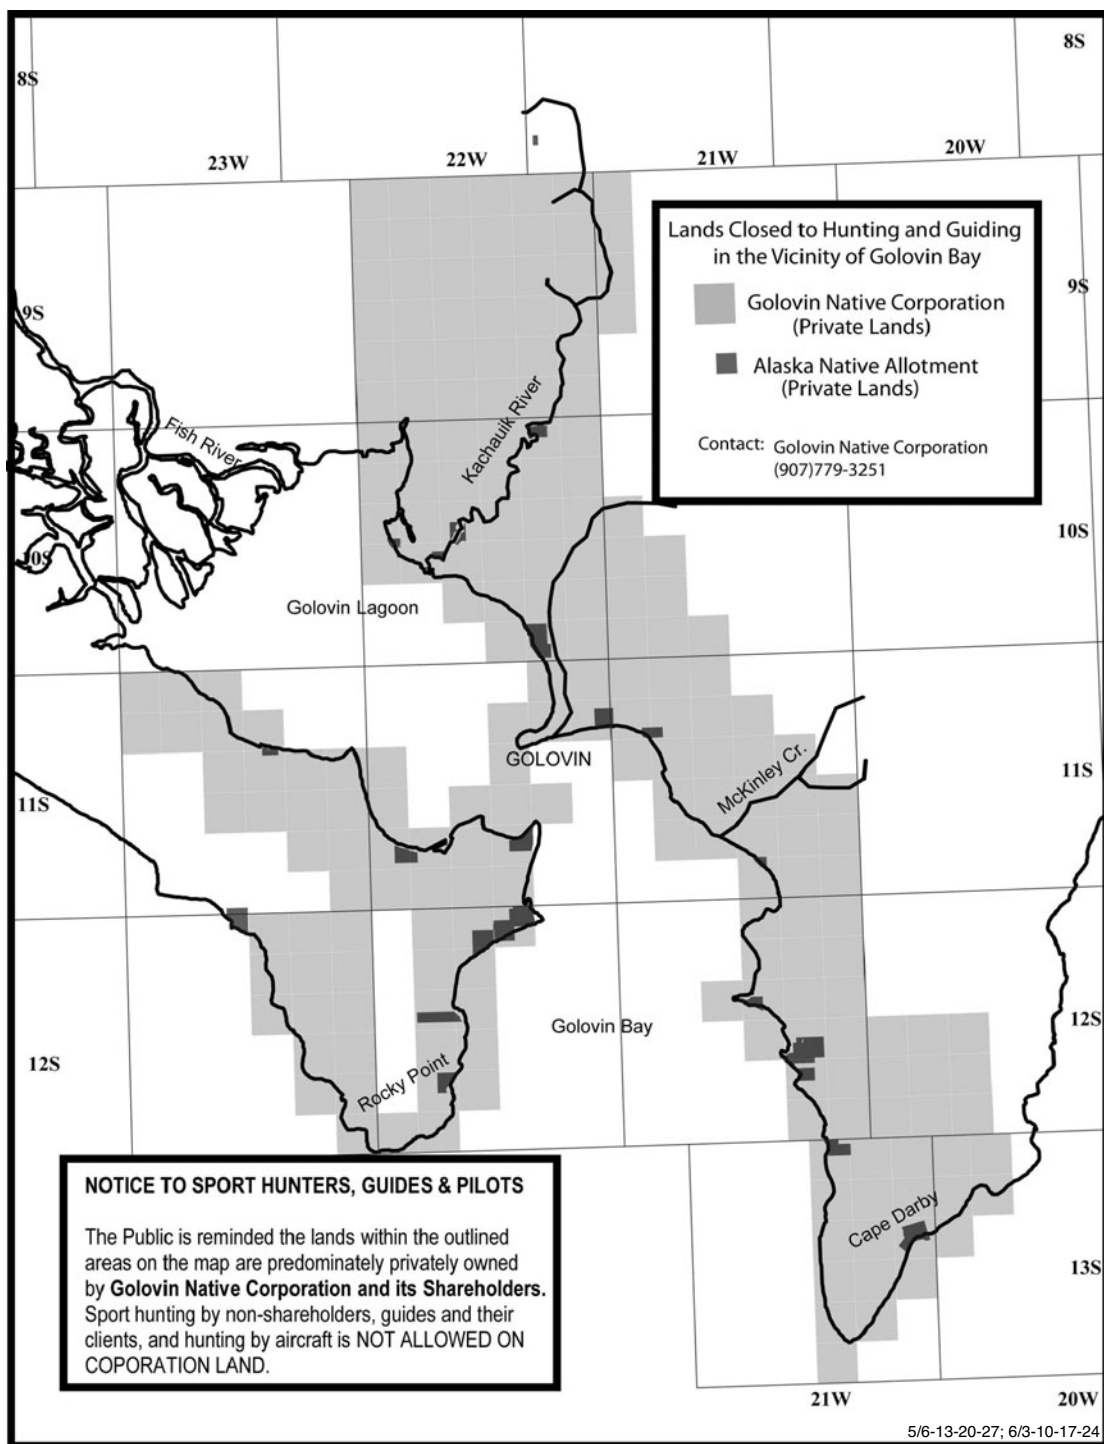 8S
8S
23W
22W
21W
20W
Lands Closed to Hunting and Guiding
in the Vicinity of Golovin Bay
Golovin Native Corporation
(Private Lands)
Alaska Native Allotment
(Private Lands)
Contact: Golovin Native Corporation
(907)779-3251
9S
9S
Fish River
Kachauik River
10S
10S
Golovin Lagoon
GOLOVIN
McKinley Cr.
11S
11S
Golovin Bay
12S
12S
Rocky Point
Cape Darby
13S
NOTICE TO SPORT HUNTERS, GUIDES & PILOTS
The Public is reminded the lands within the outlined
areas on the map are predominately privately owned
by Golovin Native Corporation and its Shareholders.
Sport hunting by non-shareholders, guides and their
clients, and hunting by aircraft is NOT ALLOWED ON
COPORATION LAND.
21W
20W
5/6-13-20-27; 6/3-10-17-24